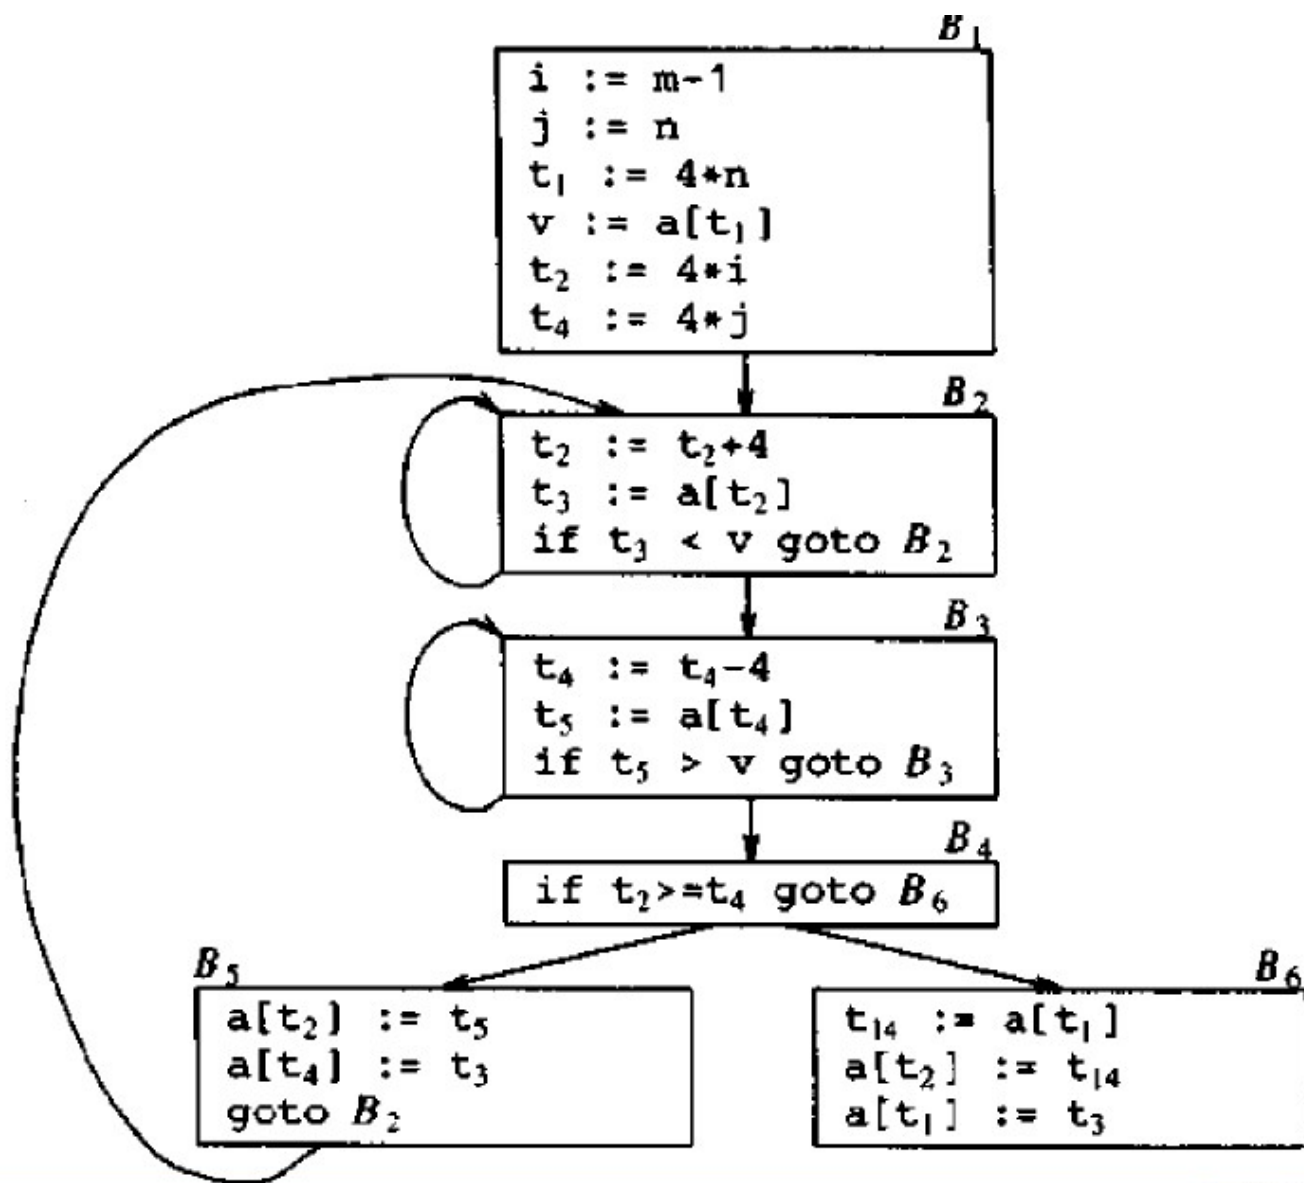 B₁
i := m-1
j := n
t₁ := 4*n
v := a[t₁]
t₂ := 4*i
t₄ := 4*j
B₂
t₂ := t₂+4
t₃ := a[t₂]
if t₃ < v goto B₂
B₃
t₄ := t₄-4
t₅ := a[t₄]
if t₅ > v goto B₃
B₄
if t₂>=t₄ goto B₆
B₅
a[t₂] := t₅
a[t₄] := t₃
goto B₂
B₆
t₁₄ := a[t₁]
a[t₂] := t₁₄
a[t₁] := t₃